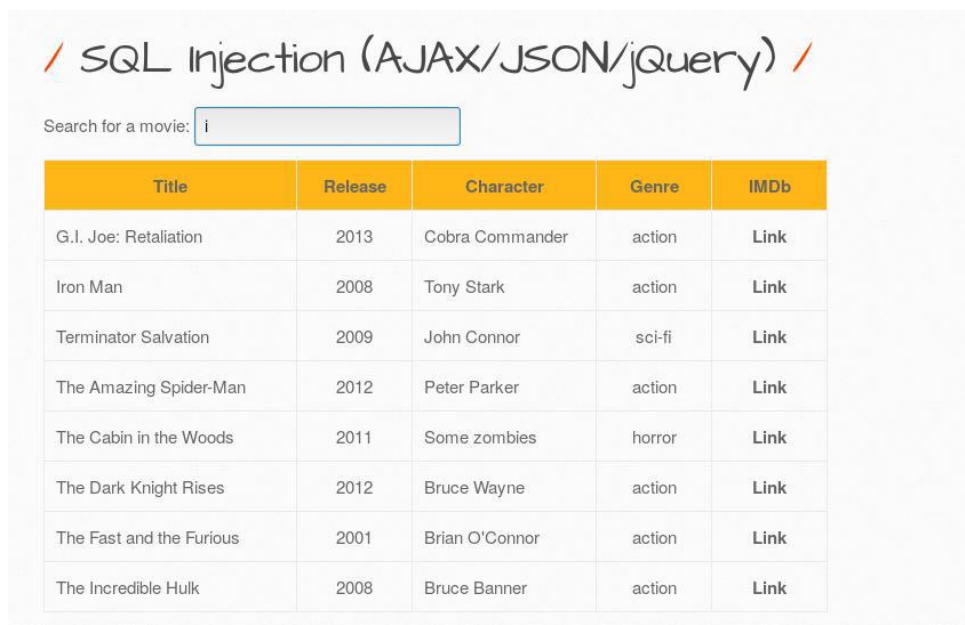 / SQL Injection (AJAX/JSON/jQuery) /
Search for a movie: i
Title Release Character Genre IMDb
G.I. Joe: Retaliation 2013 Cobra Commander action Link
Iron Man 2008 Tony Stark action Link
Terminator Salvation 2009 John Connor sci-fi Link
The Amazing Spider-Man 2012 Peter Parker action Link
The Cabin in the Woods 2011 Some zombies horror Link
The Dark Knight Rises 2012 Bruce Wayne action Link
The Fast and the Furious 2001 Brian O'Connor action Link
The Incredible Hulk 2008 Bruce Banner action Link